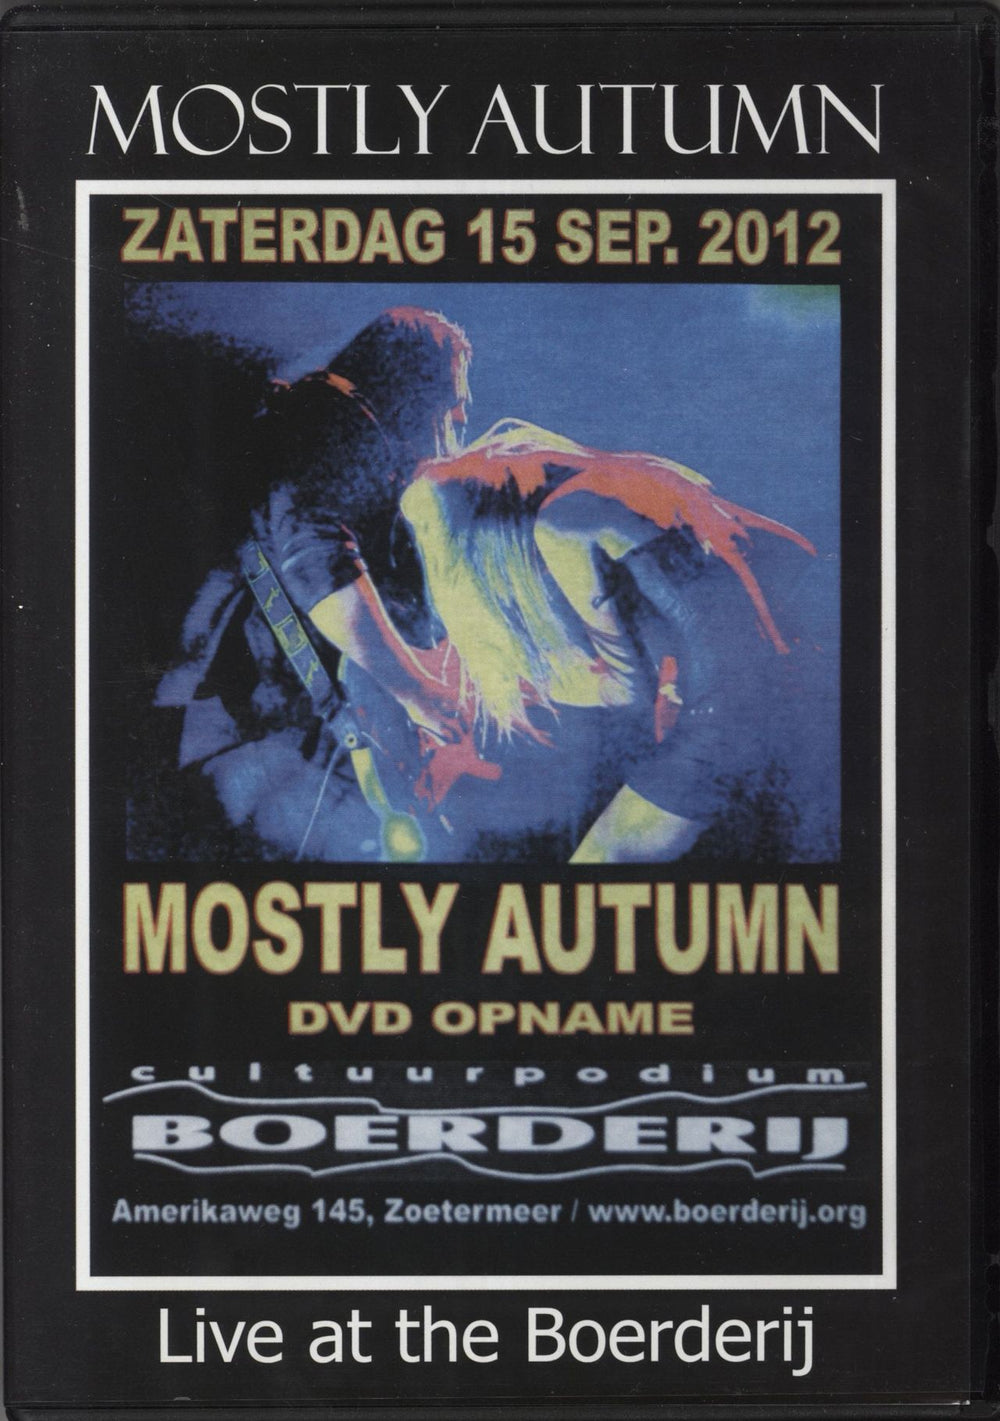 MOSTLY AUTUMN
ZATERDAG 15 SEP. 2012
MOSTLY AUTUMN
DVD OPNAME
cultuurpodium
BOERDERIJ
Amerikaweg 145, Zoetermeer / www.boerderij.org
Live at the Boerderij